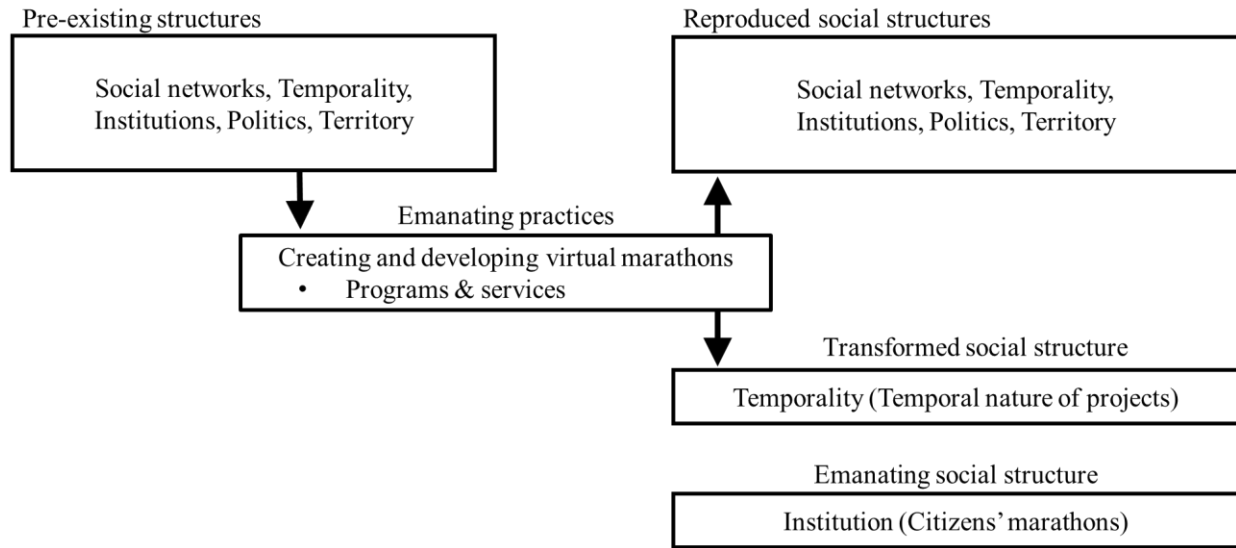 Pre-existing structures
Social networks, Temporality,
Institutions, Politics, Territory
Reproduced social structures
Social networks, Temporality,
Institutions, Politics, Territory
Emanating practices
Creating and developing virtual marathons
• Programs & services
Transformed social structure
Temporality (Temporal nature of projects)
Emanating social structure
Institution (Citizens’ marathons)